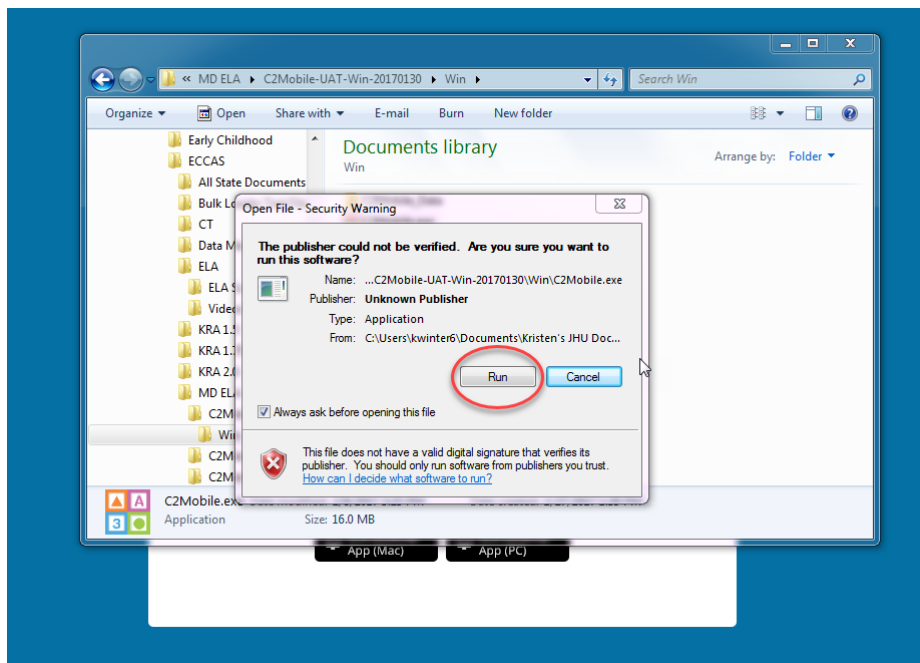 « MD ELA ▸ C2Mobile-UAT-Win-20170130 ▸ Win ▸
Search Win
Organize ▾ Open Share with ▾ E-mail Burn New folder
Early Childhood
ECCAS
All State Documents
Bulk
CT
Data M
ELA
ELA S
Video
KRA 1.
KRA 1.
KRA 2.
MD EL
C2M
Wi
C2M
C2M
Documents library
Win
Arrange by: Folder ▾
Open File - Security Warning
The publisher could not be verified. Are you sure you want to
run this software?
Name: ...C2Mobile-UAT-Win-20170130\Win\C2Mobile.exe
Publisher: Unknown Publisher
Type: Application
From: C:\Users\kwinter6\Documents\Kristen's JHU Doc...
Run Cancel
Always ask before opening this file
This file does not have a valid digital signature that verifies its
publisher. You should only run software from publishers you trust.
How can I decide what software to run?
A
3
C2Mobile.exe
Application Size: 16.0 MB
App (Mac) App (PC)